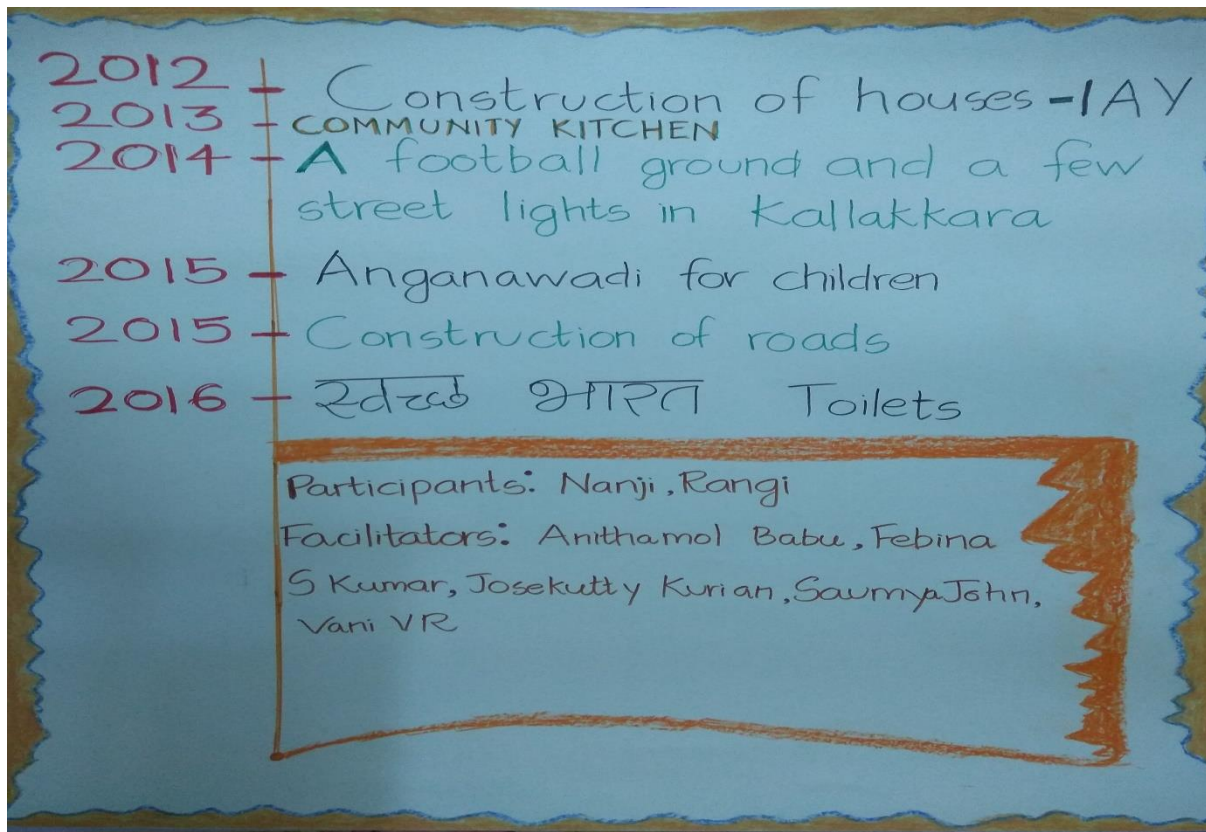 2012 - Construction of houses - IAY
2013 - COMMUNITY KITCHEN
2014 - A football ground and a few
street lights in Kallakkara
2015 - Anganawadi for children
2015 - Construction of roads
2016 - स्वच्छ भारत Toilets
Participants: Nanji, Rangi
Facilitators: Anithamol Babu, Febina
S Kumar, Josekutty Kurian, Saumya John,
Vani VR